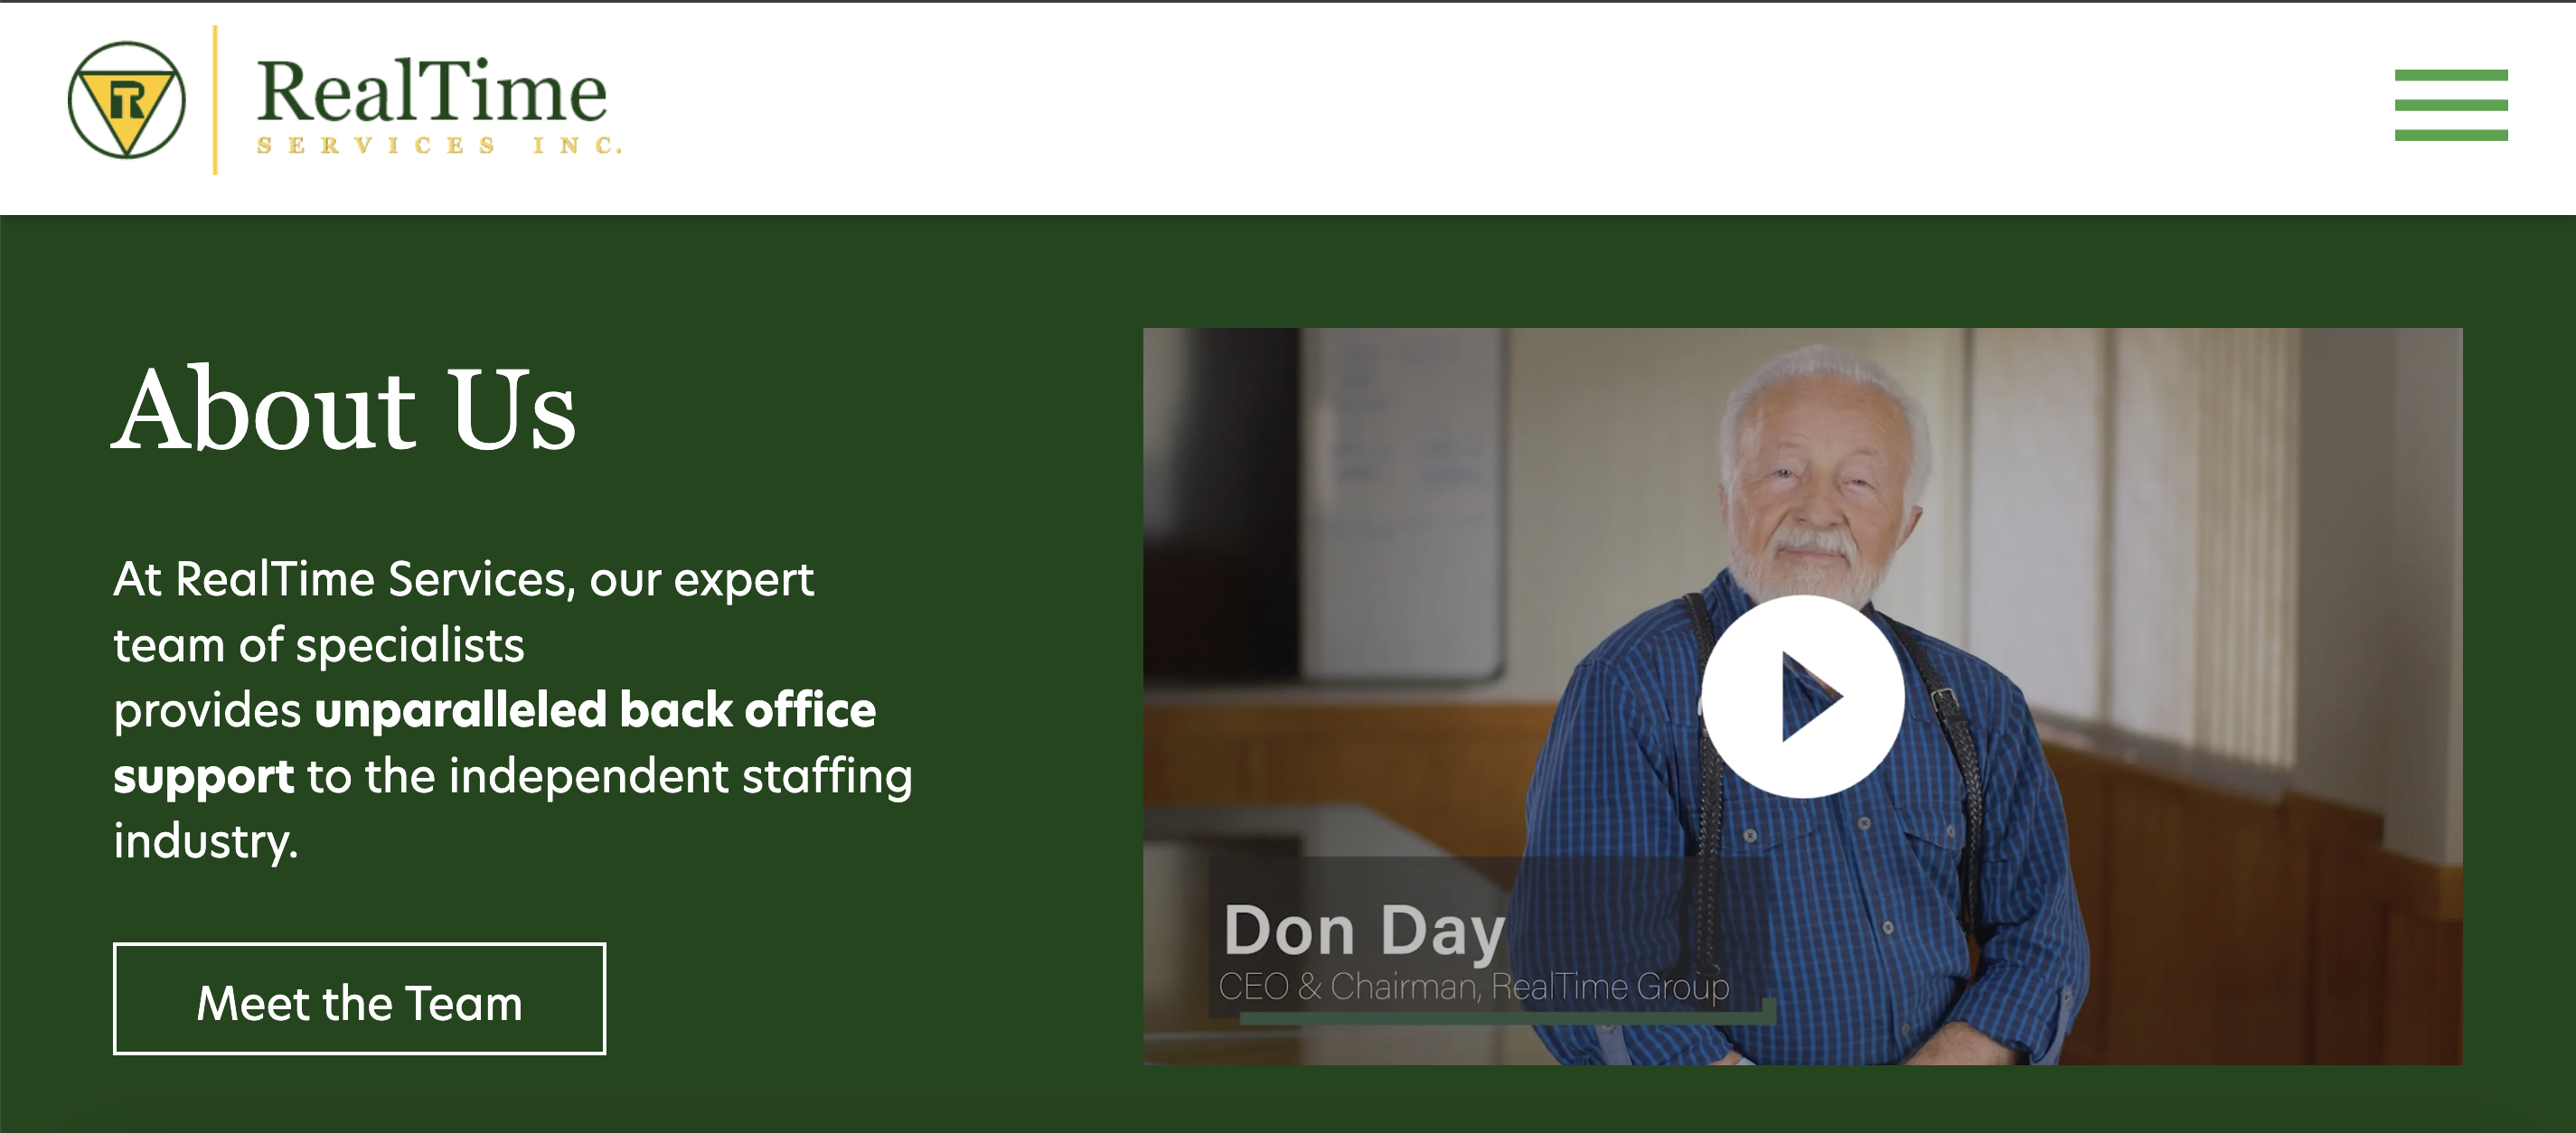 RealTime
SERVICES INC.
About Us
At RealTime Services, our expert
team of specialists
provides unparalleled back office
support to the independent staffing
industry.
Meet the Team
Don Day
CEO & Chairman, RealTime Group